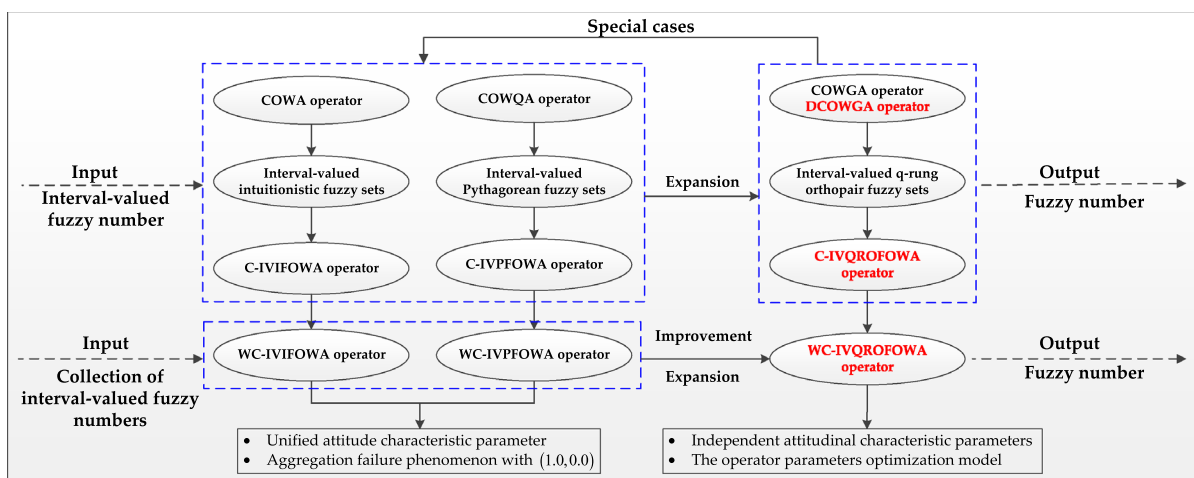 Special cases
COWA operator
COWQA operator
COWGA operator
DCOWGA operator
Input
Interval-valued
fuzzy number
Interval-valued
intuitionistic fuzzy sets
Interval-valued
Pythagorean fuzzy sets
Expansion
Interval-valued q-rung
orthopair fuzzy sets
Output
Fuzzy number
C-IVIFOWA operator
C-IVPFOWA operator
C-IVQROFOWA
operator
Input
Collection of
interval-valued fuzzy
numbers
WC-IVIFOWA operator
WC-IVPFOWA operator
Improvement
Expansion
WC-IVQROFOWA
operator
Output
Fuzzy number
• Unified attitude characteristic parameter
• Aggregation failure phenomenon with (1.0,0.0)
• Independent attitudinal characteristic parameters
• The operator parameters optimization model